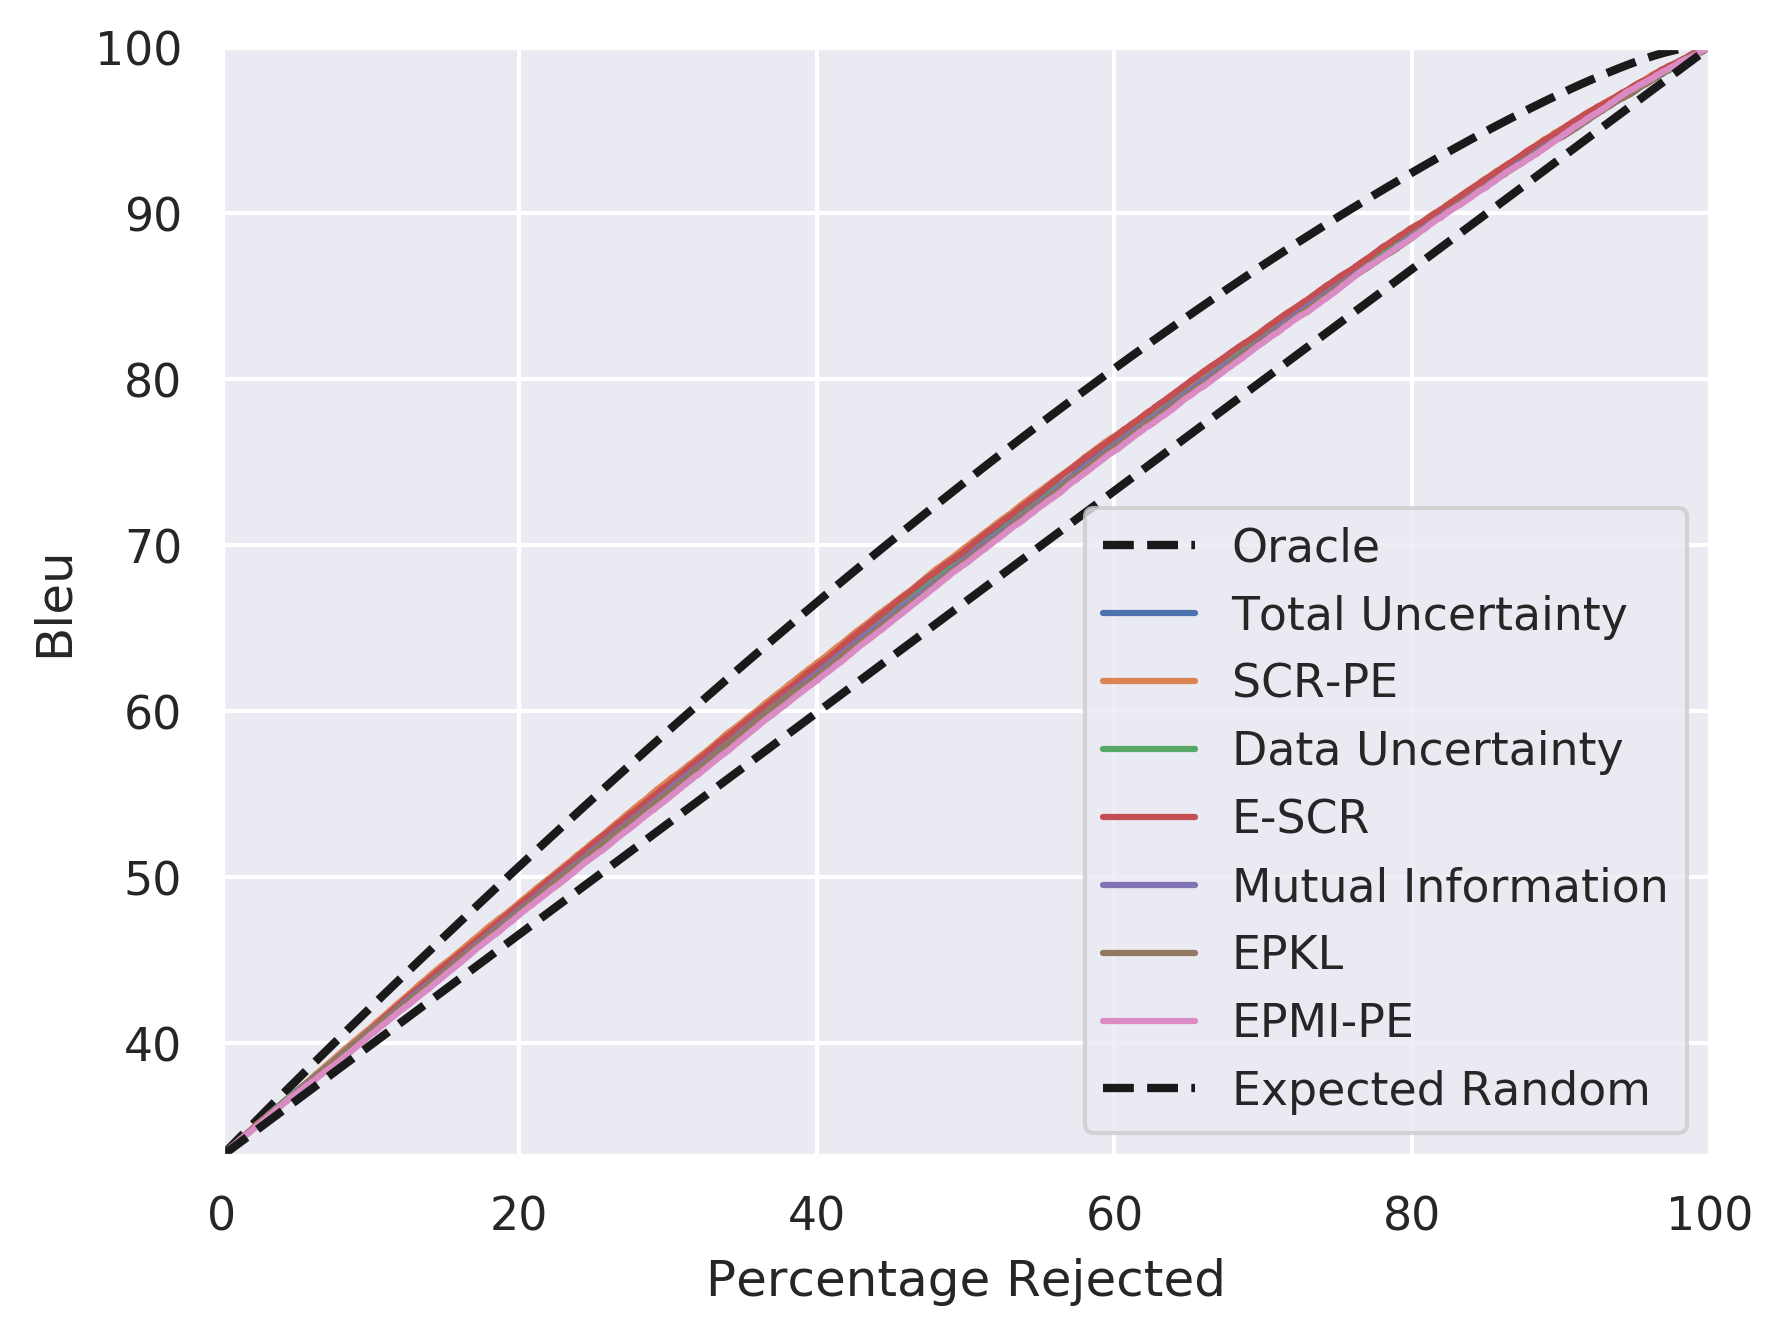 100
90
80
70
60
50
40
Bleu
0 20 40 60 80 100
Percentage Rejected
Oracle
Total Uncertainty
SCR-PE
Data Uncertainty
E-SCR
Mutual Information
EPKL
EPMI-PE
Expected Random